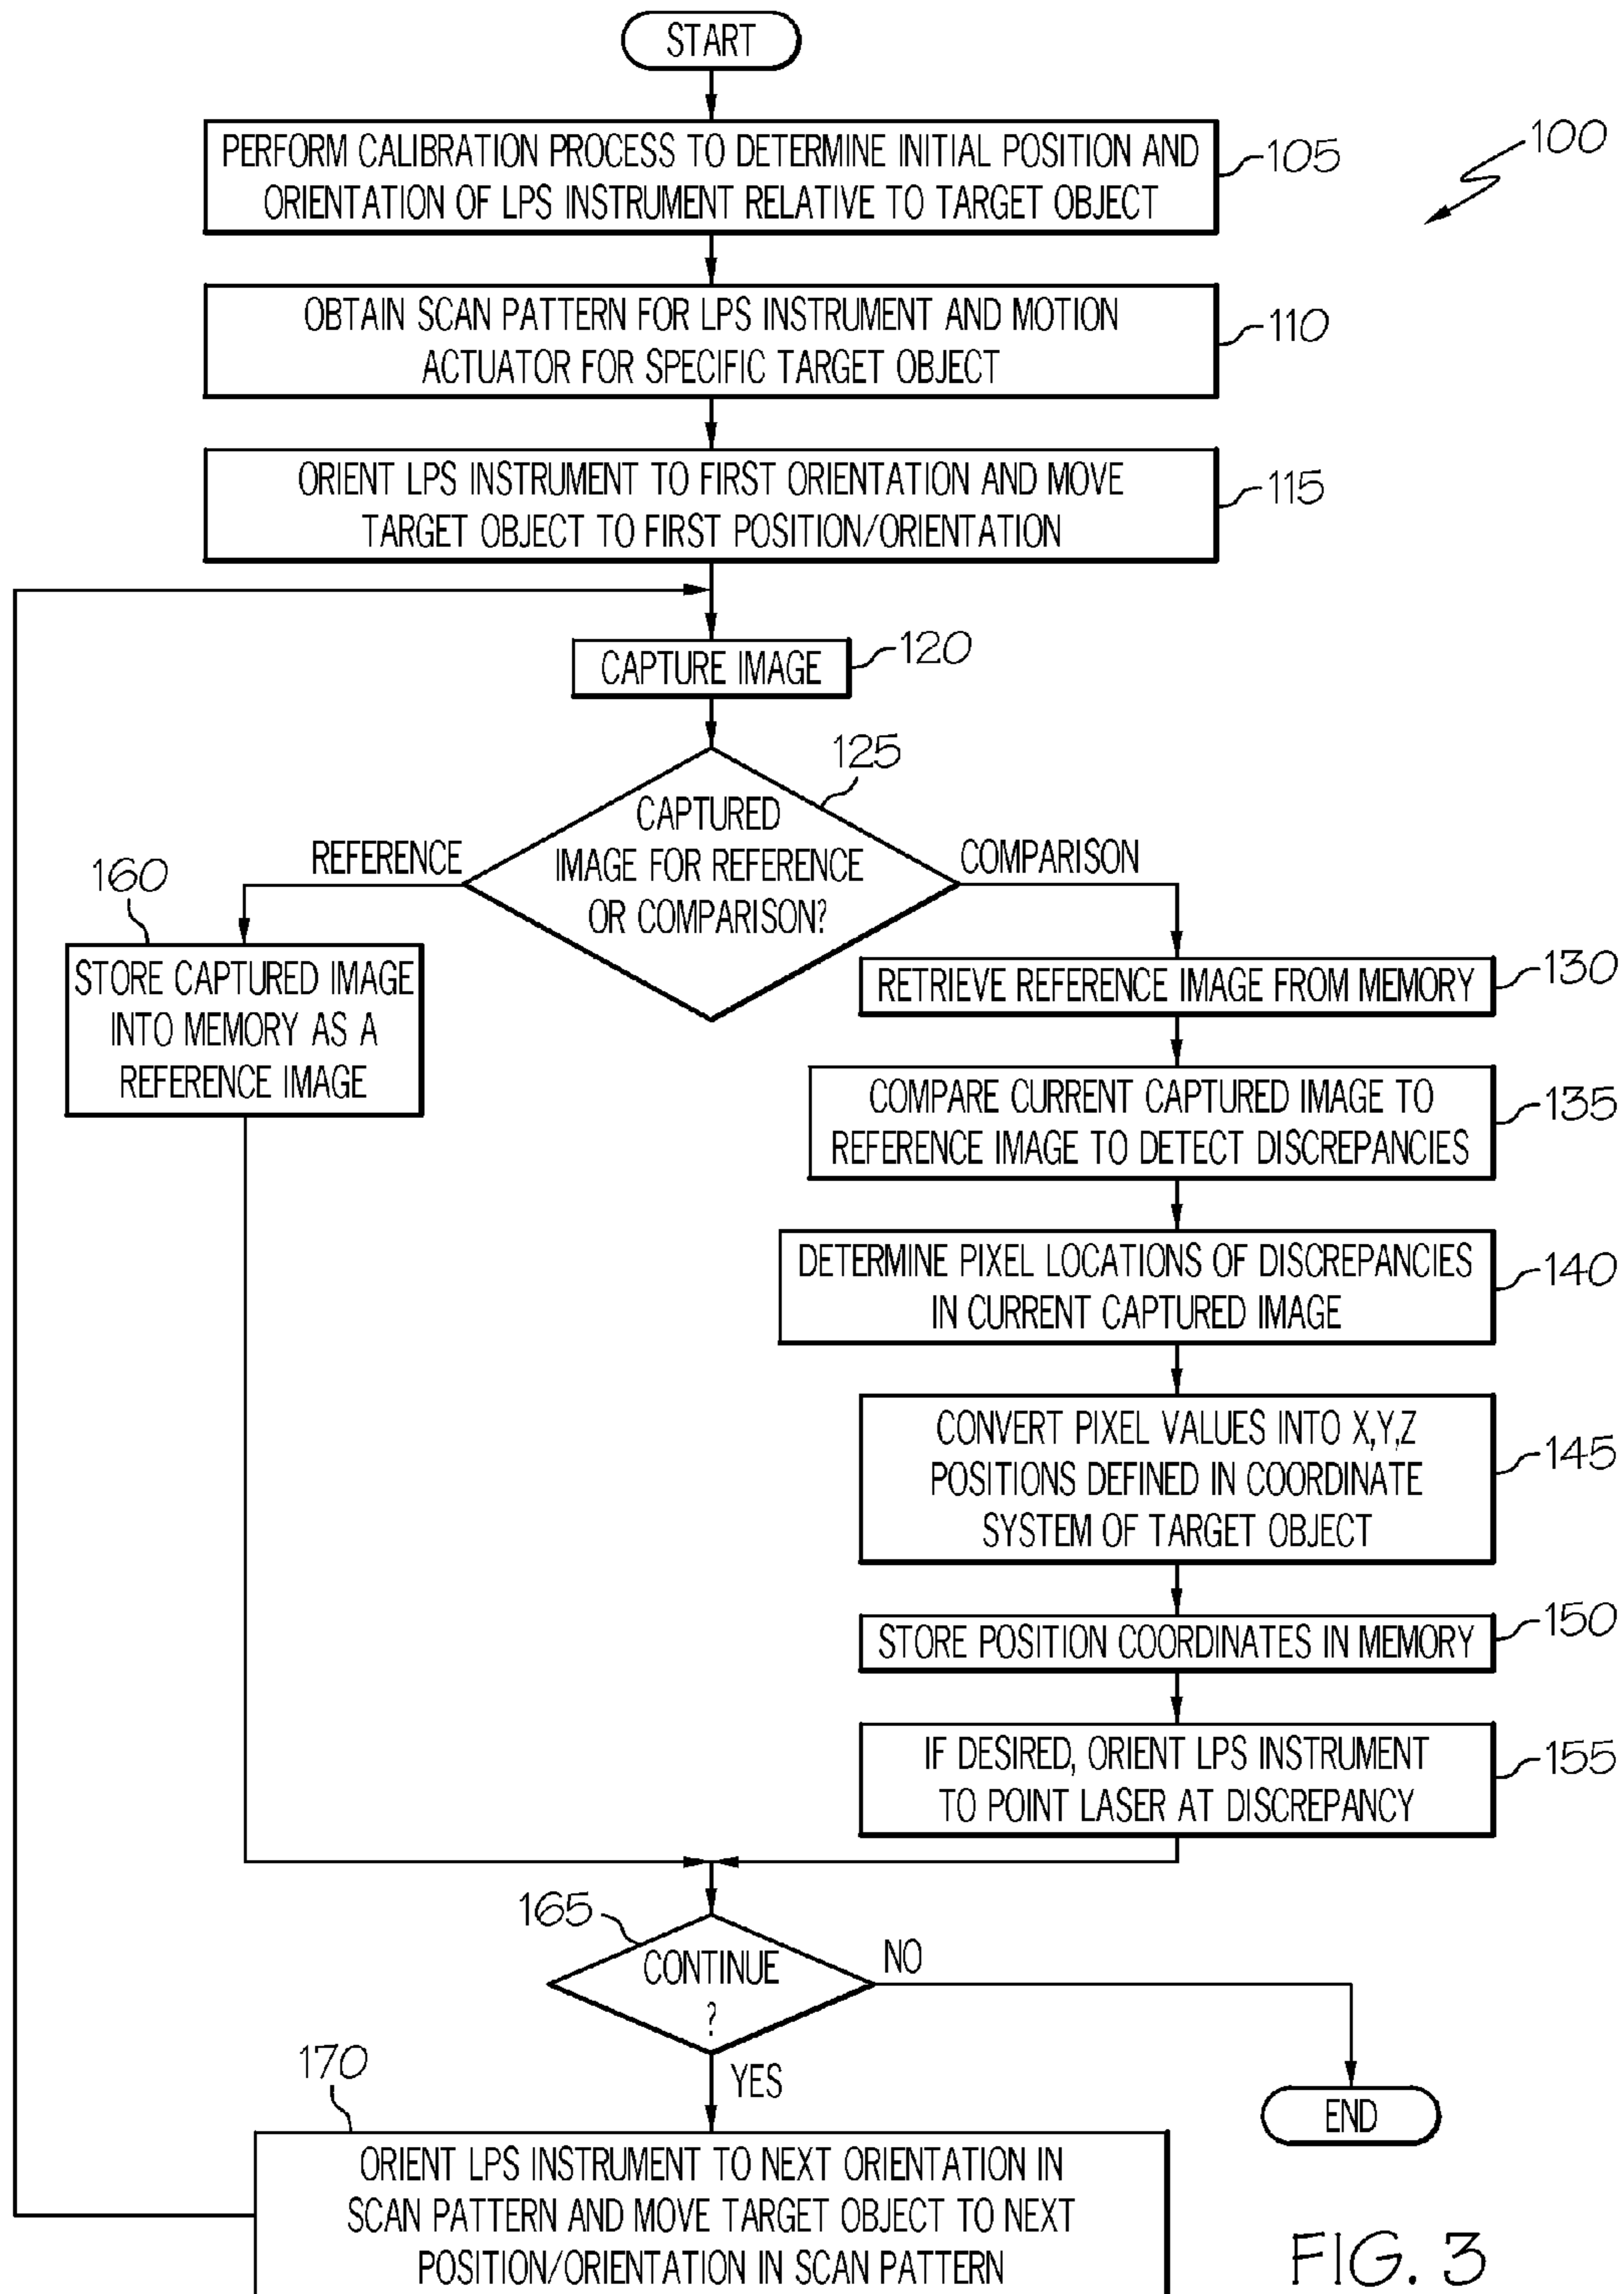 START
PERFORM CALIBRATION PROCESS TO DETERMINE INITIAL POSITION AND
ORIENTATION OF LPS INSTRUMENT RELATIVE TO TARGET OBJECT
105
100
OBTAIN SCAN PATTERN FOR LPS INSTRUMENT AND MOTION
ACTUATOR FOR SPECIFIC TARGET OBJECT
110
ORIENT LPS INSTRUMENT TO FIRST ORIENTATION AND MOVE
TARGET OBJECT TO FIRST POSITION/ORIENTATION
115
CAPTURE IMAGE
120
125
CAPTURED
IMAGE FOR REFERENCE
OR COMPARISON?
REFERENCE
COMPARISON
160
STORE CAPTURED IMAGE
INTO MEMORY AS A
REFERENCE IMAGE
RETRIEVE REFERENCE IMAGE FROM MEMORY
130
COMPARE CURRENT CAPTURED IMAGE TO
REFERENCE IMAGE TO DETECT DISCREPANCIES
135
DETERMINE PIXEL LOCATIONS OF DISCREPANCIES
IN CURRENT CAPTURED IMAGE
140
CONVERT PIXEL VALUES INTO X,Y,Z
POSITIONS DEFINED IN COORDINATE
SYSTEM OF TARGET OBJECT
145
STORE POSITION COORDINATES IN MEMORY
150
IF DESIRED, ORIENT LPS INSTRUMENT
TO POINT LASER AT DISCREPANCY
155
165
CONTINUE
?
NO
YES
END
170
ORIENT LPS INSTRUMENT TO NEXT ORIENTATION IN
SCAN PATTERN AND MOVE TARGET OBJECT TO NEXT
POSITION/ORIENTATION IN SCAN PATTERN
FIG. 3